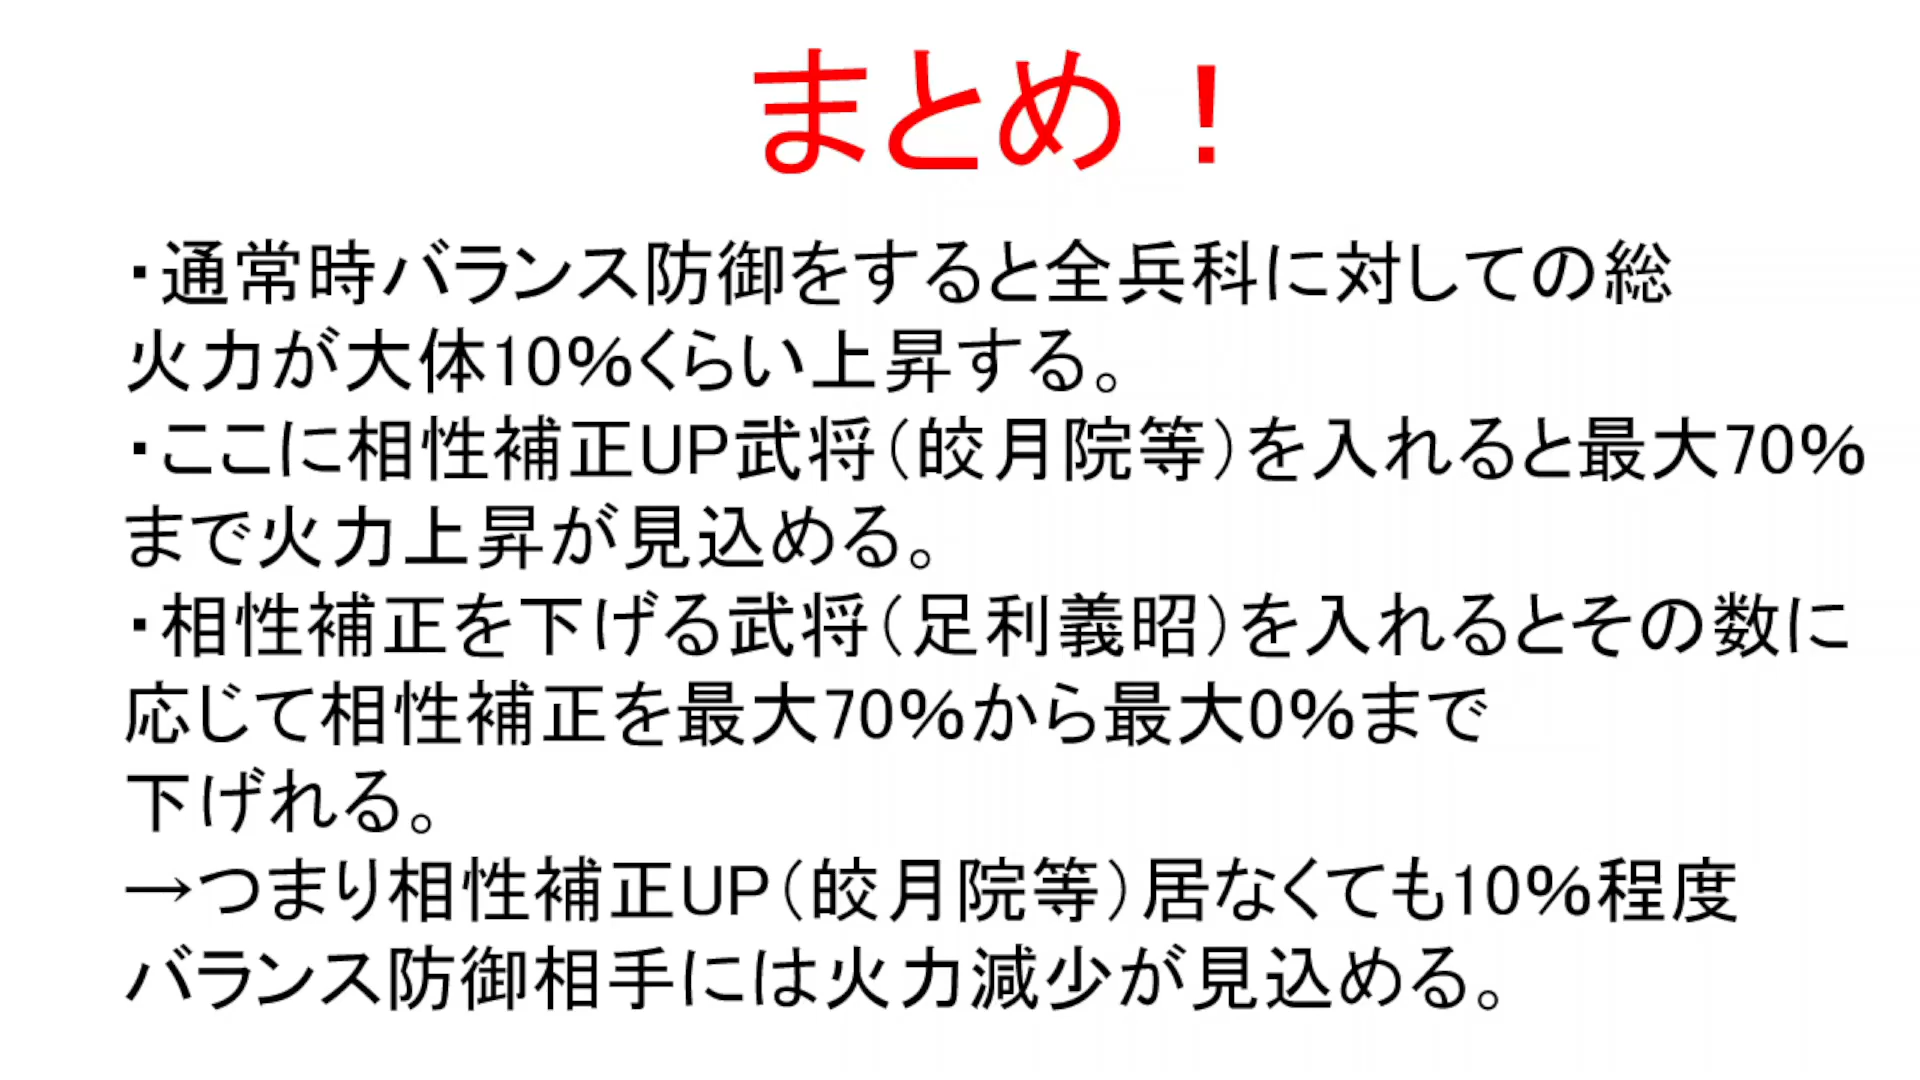 まとめ！
・通常時バランス防御をすると全兵科に対しての総
火力が大体10%くらい上昇する。
・ここに相性補正UP武将（皎月院等）を入れると最大70%
まで火力上昇が見込める。
・相性補正を下げる武将（足利義昭）を入れるとその数に
応じて相性補正を最大70%から最大0%まで
下げれる。
→つまり相性補正UP（皎月院等）居なくても10%程度
バランス防御相手には火力減少が見込める。